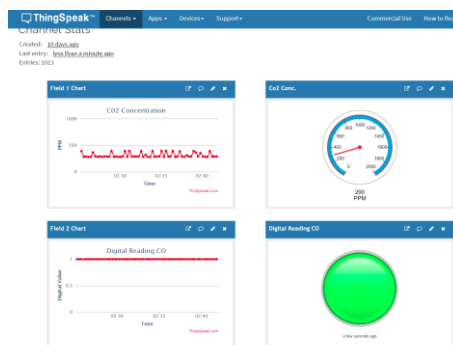 ThingSpeak™ Channels Apps Devices Support Commercial Use How to Bu
Channel Stats
Created: 10 days ago
Last entry: less than a minute ago
Entries: 1013
Field 1 Chart
CO2 Concentration
PPM
1000
500
0
02:30 02:35 02:40
Time
ThingSpeak.com
Co2 Conc.
0 200 400 600 800 1000 1200 1400 1600 1800 2000
290
PPM
Field 2 Chart
Digital Reading CO
Digital Value
1
0.5
0
02:30 02:35 02:40
Time
ThingSpeak.com
Digital Reading CO
a few seconds ago